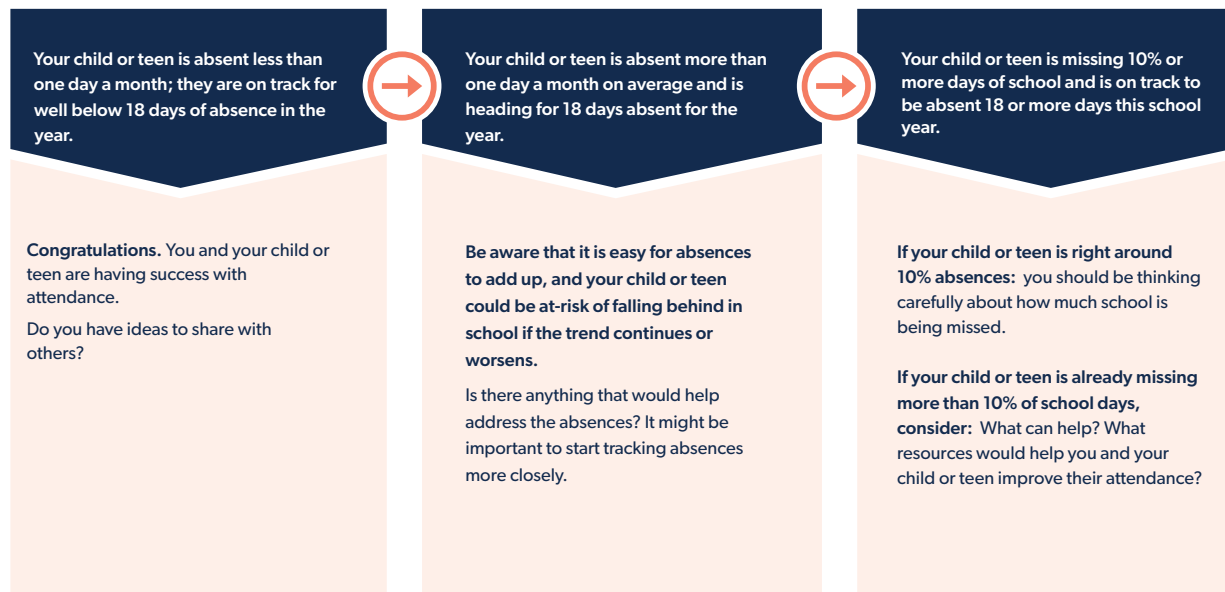 Your child or teen is absent less than
one day a month; they are on track for
well below 18 days of absence in the
year.
Congratulations. You and your child or
teen are having success with
attendance.
Do you have ideas to share with
others?
Your child or teen is absent more than
one day a month on average and is
heading for 18 days absent for the
year.
Be aware that it is easy for absences
to add up, and your child or teen
could be at-risk of falling behind in
school if the trend continues or
worsens.
Is there anything that would help
address the absences? It might be
important to start tracking absences
more closely.
Your child or teen is missing 10% or
more days of school and is on track to
be absent 18 or more days this school
year.
If your child or teen is right around
10% absences: you should be thinking
carefully about how much school is
being missed.
If your child or teen is already missing
more than 10% of school days,
consider: What can help? What
resources would help you and your
child or teen improve their attendance?